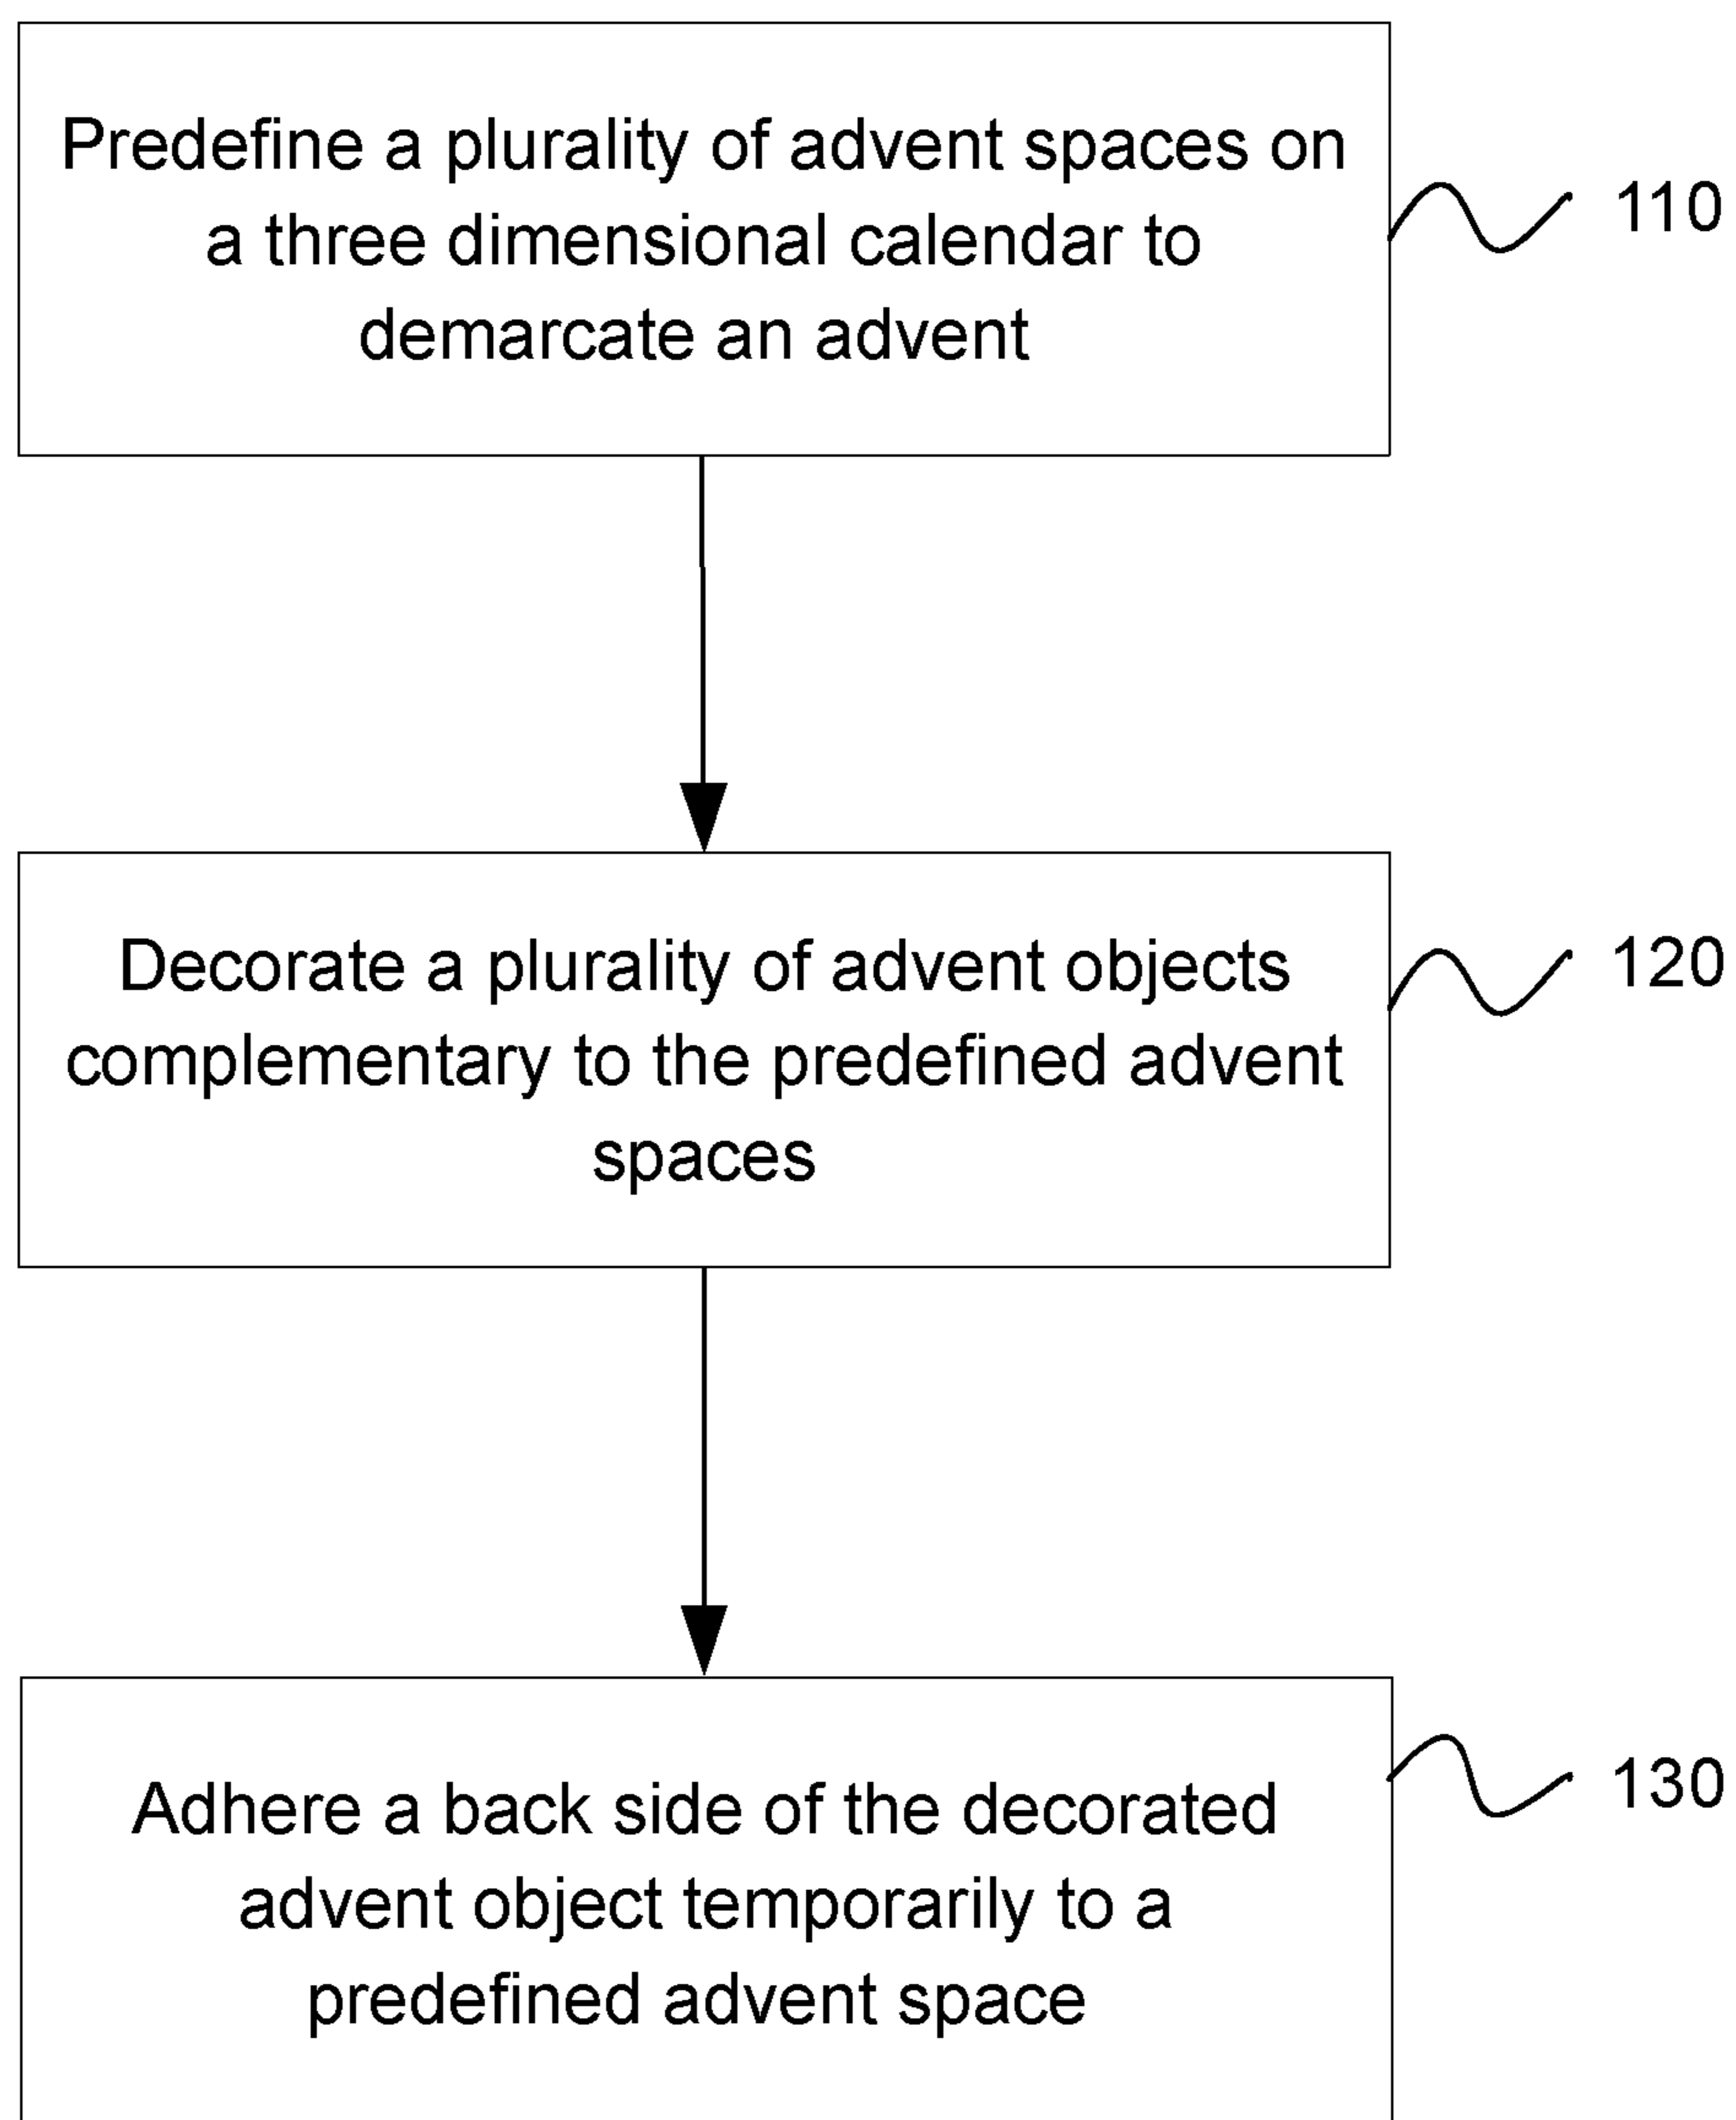 Predefine a plurality of advent spaces on
a three dimensional calendar to
demarcate an advent
110
Decorate a plurality of advent objects
complementary to the predefined advent
spaces
120
Adhere a back side of the decorated
advent object temporarily to a
predefined advent space
130